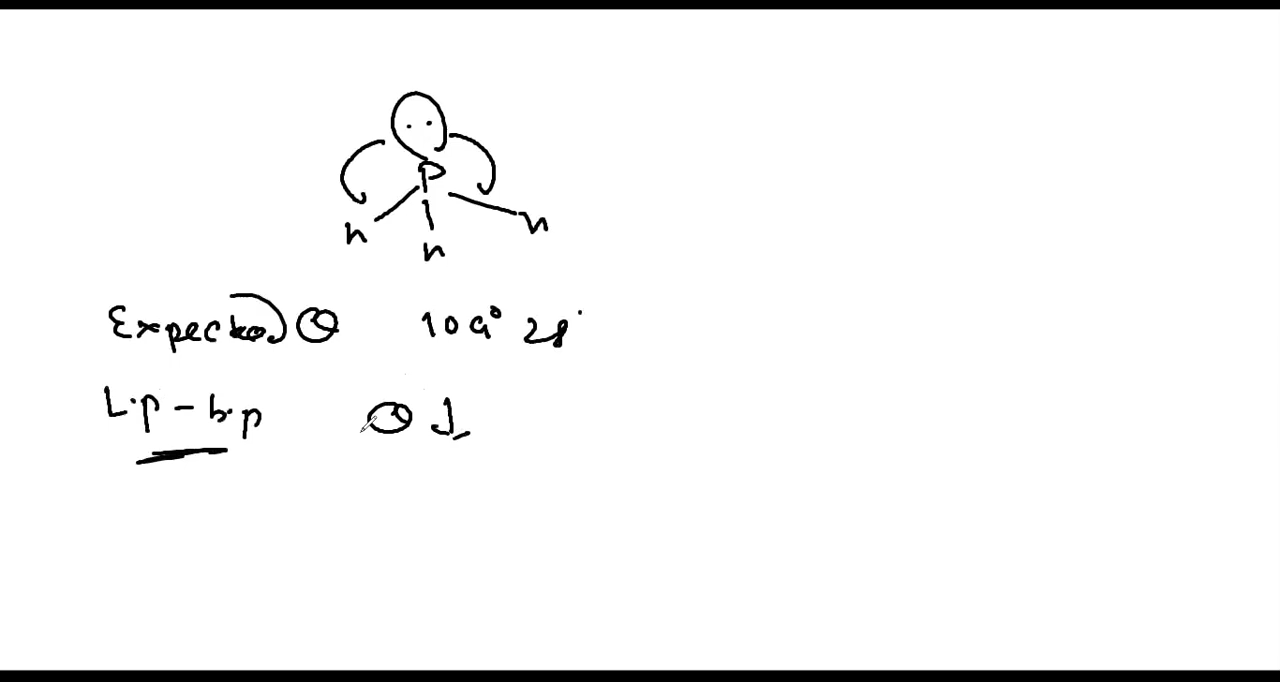 P
h
h
h
Expected θ 109° 28'
L.p - b.p θ ↓